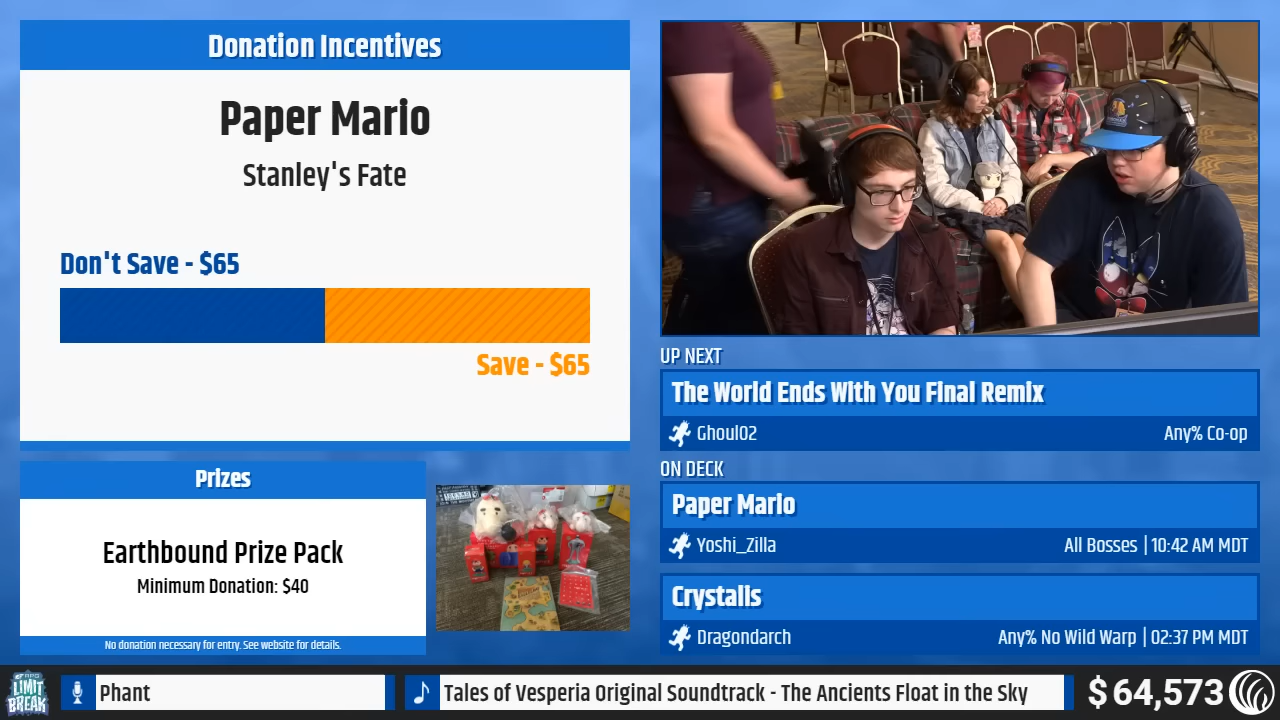 Donation Incentives
Paper Mario
Stanley's Fate
Don't Save - $65
Save - $65
Prizes
Earthbound Prize Pack
Minimum Donation: $40
No donation necessary for entry. See website for details.
UP NEXT
The World Ends With You Final Remix
Ghoul02
Any% Co-op
ON DECK
Paper Mario
Yoshi_Zilla
All Bosses | 10:42 AM MDT
Crystalis
Dragondarch
Any% No Wild Warp | 02:37 PM MDT
RPG
LIMIT
BREAK
Phant
Tales of Vesperia Original Soundtrack - The Ancients Float in the Sky
$64,573